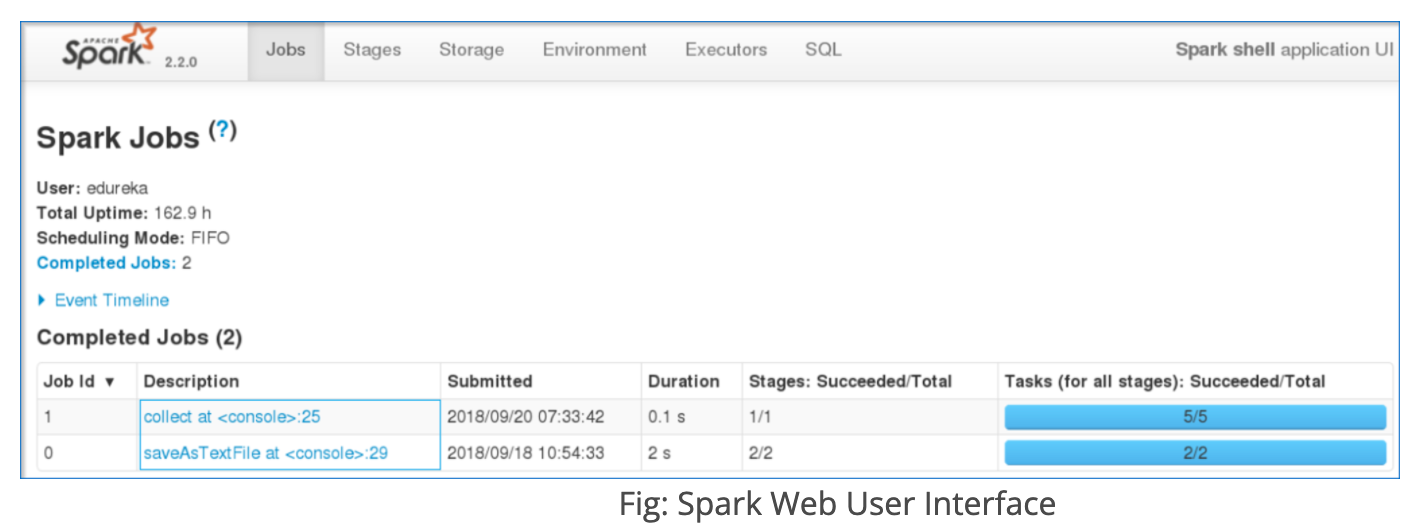 APACHE
Spark 2.2.0 Jobs Stages Storage Environment Executors SQL Spark shell application UI
Spark Jobs (?)
User: edureka
Total Uptime: 162.9 h
Scheduling Mode: FIFO
Completed Jobs: 2
Event Timeline
Completed Jobs (2)
Job Id ▼ Description Submitted Duration Stages: Succeeded/Total Tasks (for all stages): Succeeded/Total
1 collect at <console>:25 2018/09/20 07:33:42 0.1 s 1/1 5/5
0 saveAsTextFile at <console>:29 2018/09/18 10:54:33 2 s 2/2 2/2
Fig: Spark Web User Interface